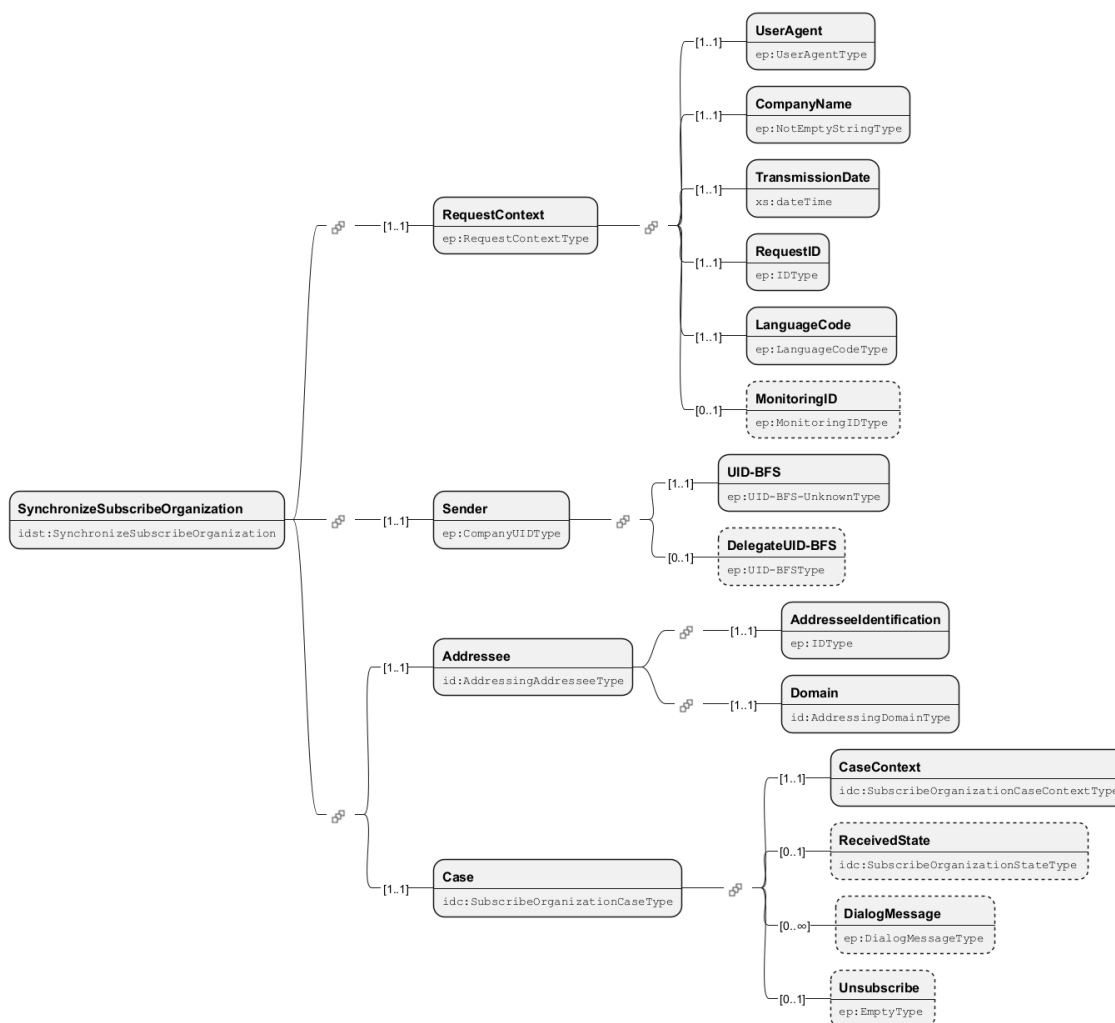 UserAgent
[1..1]
ep:UserAgentType
CompanyName
[1..1]
ep:NotEmptyStringType
TransmissionDate
[1..1]
xs:dateTime
RequestContext
[1..1]
ep:RequestContextType
RequestID
[1..1]
ep:IDType
LanguageCode
[1..1]
ep:LanguageCodeType
MonitoringID
[0..1]
ep:MonitoringIDType
SynchronizeSubscribeOrganization
idst:SynchronizeSubscribeOrganization
Sender
[1..1]
ep:CompanyUIDType
UID-BFS
[1..1]
ep:UID-BFS-UnknownType
DelegateUID-BFS
[0..1]
ep:UID-BFSType
Addressee
[1..1]
id:AddressingAddresseeType
AddresseeIdentification
[1..1]
ep:IDType
Domain
[1..1]
id:AddressingDomainType
Case
[1..1]
idc:SubscribeOrganizationCaseType
CaseContext
[1..1]
idc:SubscribeOrganizationCaseContextType
ReceivedState
[0..1]
idc:SubscribeOrganizationStateType
DialogMessage
[0..∞]
ep:DialogMessageType
Unsubscribe
[0..1]
ep:EmptyType